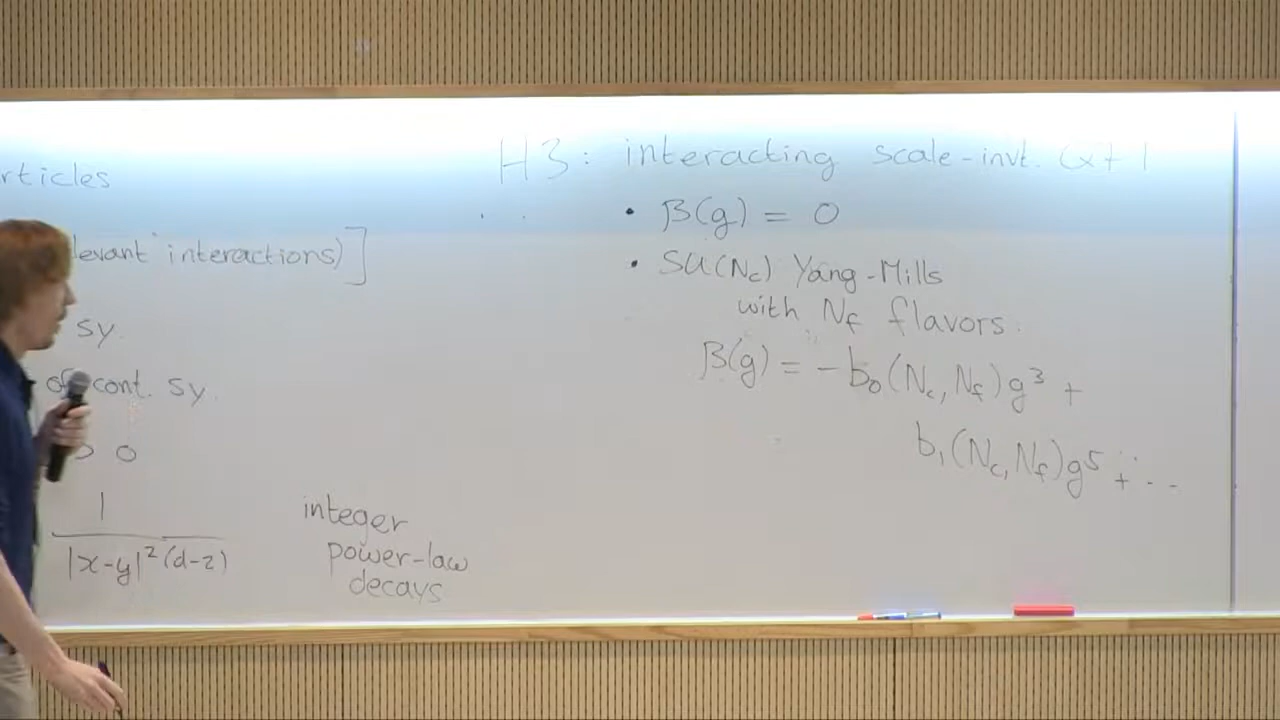 rticles
levant interactions)]
sy.
of cont. sy.
> 0
1
|x-y|²(d-2)
integer
power-law
decays
H3: interacting scale-invt.
• β(g) = 0
• SU(Nc) Yang-Mills
with Nf flavors.
β(g) = -b₀(Nc, Nf)g³ +
b₁(Nc, Nf)g⁵ + ...